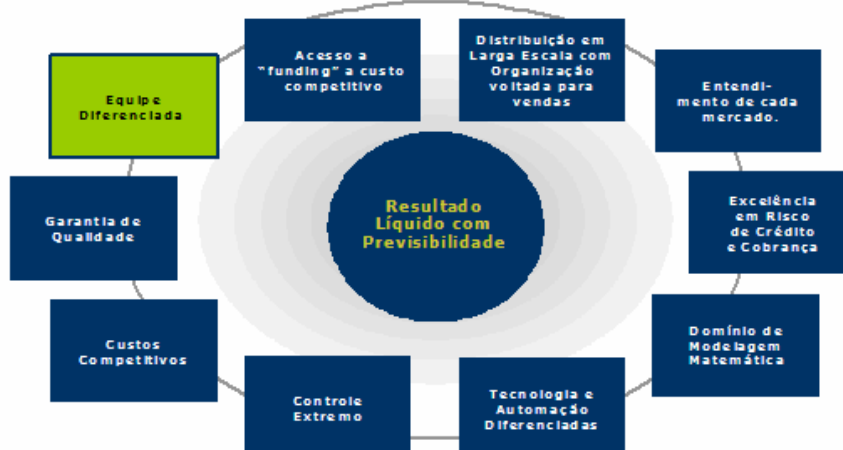 Acesso a
“funding” a custo
competitivo
Distribuição em
Larga Escala com
Organização
voltada para
vendas
Equipe
Diferenciada
Entendi-
mento de cada
mercado.
Garantia de
Qualidade
Resultado
Líquido com
Previsibilidade
Excelência
em Risco
de Crédito
e Cobrança
Custos
Competitivos
Domínio de
Modelagem
Matemática
Controle
Extremo
Tecnologia e
Automação
Diferenciadas